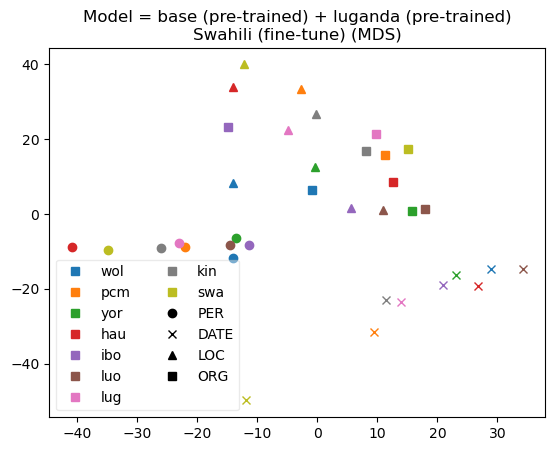 Model = base (pre-trained) + luganda (pre-trained)
Swahili (fine-tune) (MDS)
40
20
0
−20
−40
wol
pcm
yor
hau
ibo
luo
lug
kin
swa
PER
DATE
LOC
ORG
−40 −30 −20 −10 0 10 20 30